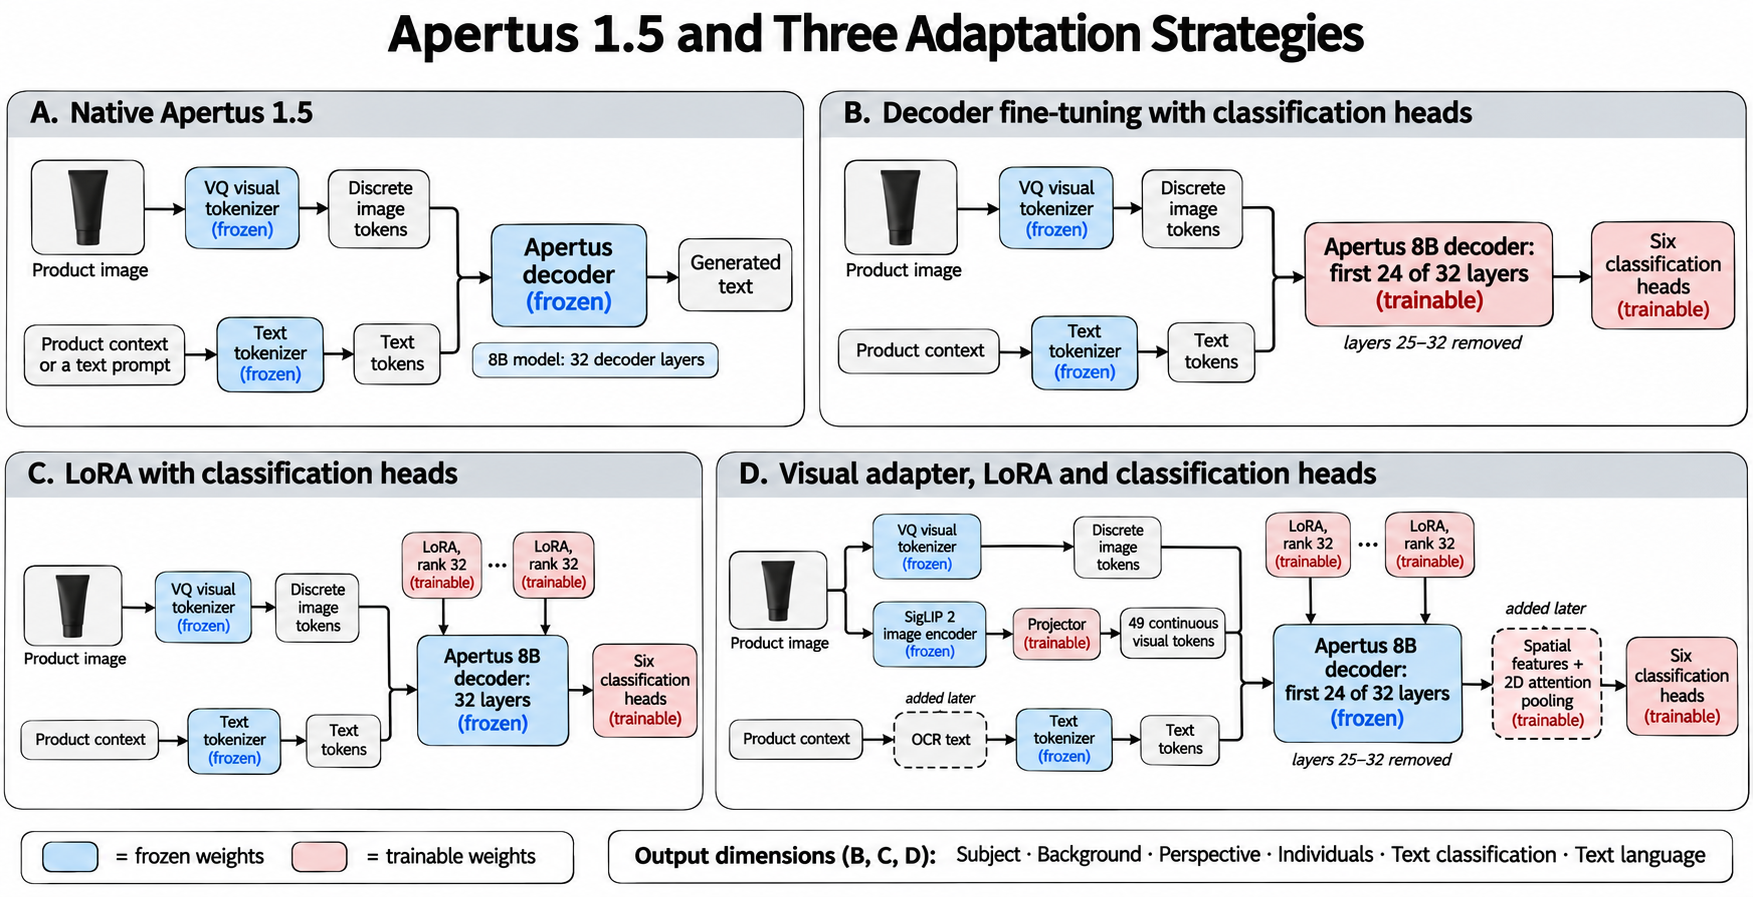 Apertus 1.5 and Three Adaptation Strategies
A. Native Apertus 1.5
Product image
VQ visual
tokenizer
(frozen)
Discrete
image
tokens
Product context
or a text prompt
Text
tokenizer
(frozen)
Text
tokens
Apertus
decoder
(frozen)
8B model: 32 decoder layers
Generated
text
B. Decoder fine-tuning with classification heads
Product image
VQ visual
tokenizer
(frozen)
Discrete
image
tokens
Product context
Text
tokenizer
(frozen)
Text
tokens
Apertus 8B decoder:
first 24 of 32 layers
(trainable)
layers 25–32 removed
Six
classification
heads
(trainable)
C. LoRA with classification heads
Product image
VQ visual
tokenizer
(frozen)
Discrete
image
tokens
Product context
Text
tokenizer
(frozen)
Text
tokens
LoRA,
rank 32
(trainable)
...
LoRA,
rank 32
(trainable)
Apertus 8B
decoder:
32 layers
(frozen)
Six
classification
heads
(trainable)
D. Visual adapter, LoRA and classification heads
Product image
VQ visual
tokenizer
(frozen)
Discrete
image
tokens
SigLIP 2
image encoder
(frozen)
Projector
(trainable)
49 continuous
visual tokens
Product context
added later
OCR text
Text
tokenizer
(frozen)
Text
tokens
LoRA,
rank 32
(trainable)
...
LoRA,
rank 32
(trainable)
Apertus 8B
decoder:
first 24 of 32 layers
(frozen)
layers 25–32 removed
added later
Spatial
features +
2D attention
pooling
(trainable)
Six
classification
heads
(trainable)
= frozen weights
= trainable weights
Output dimensions (B, C, D): Subject · Background · Perspective · Individuals · Text classification · Text language